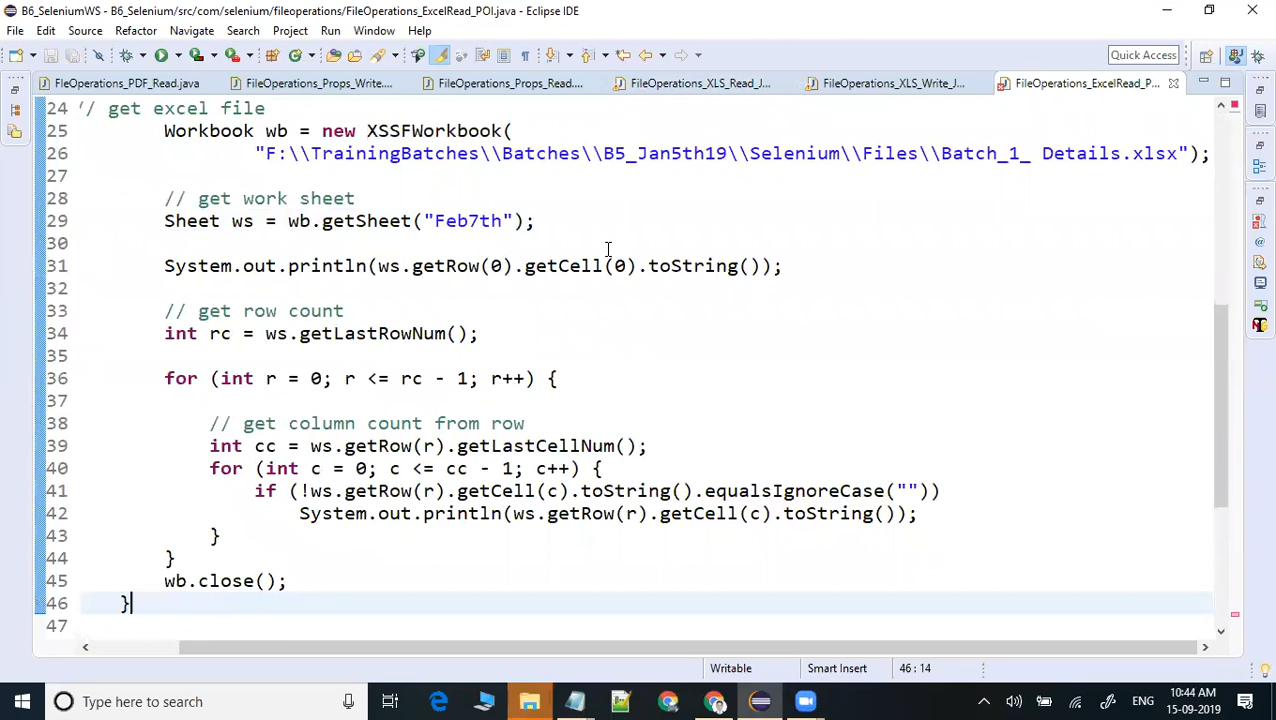 B6_SeleniumWS - B6_Selenium/src/com/selenium/fileoperations/FileOperations_ExcelRead_POI.java - Eclipse IDE
File Edit Source Refactor Navigate Search Project Run Window Help
Quick Access
FIeOperations_PDF_Read.java FileOperations_Props_Write.... FileOperations_Props_Read.... FileOperations_XLS_Read_J... FileOperations_XLS_Write_J... FileOperations_ExcelRead_P...
24 // get excel file
25 Workbook wb = new XSSFWorkbook(
26 "F:\\TrainingBatches\\Batches\\B5_Jan5th19\\Selenium\\Files\\Batch_1_ Details.xlsx");
27
28 // get work sheet
29 Sheet ws = wb.getSheet("Feb7th");
30
31 System.out.println(ws.getRow(0).getCell(0).toString());
32
33 // get row count
34 int rc = ws.getLastRowNum();
35
36 for (int r = 0; r <= rc - 1; r++) {
37
38 // get column count from row
39 int cc = ws.getRow(r).getLastCellNum();
40 for (int c = 0; c <= cc - 1; c++) {
41 if (!ws.getRow(r).getCell(c).toString().equalsIgnoreCase(""))
42 System.out.println(ws.getRow(r).getCell(c).toString());
43 }
44 }
45 wb.close();
46 }
47
Writable Smart Insert 46 : 14
Type here to search
ENG
10:44 AM
15-09-2019